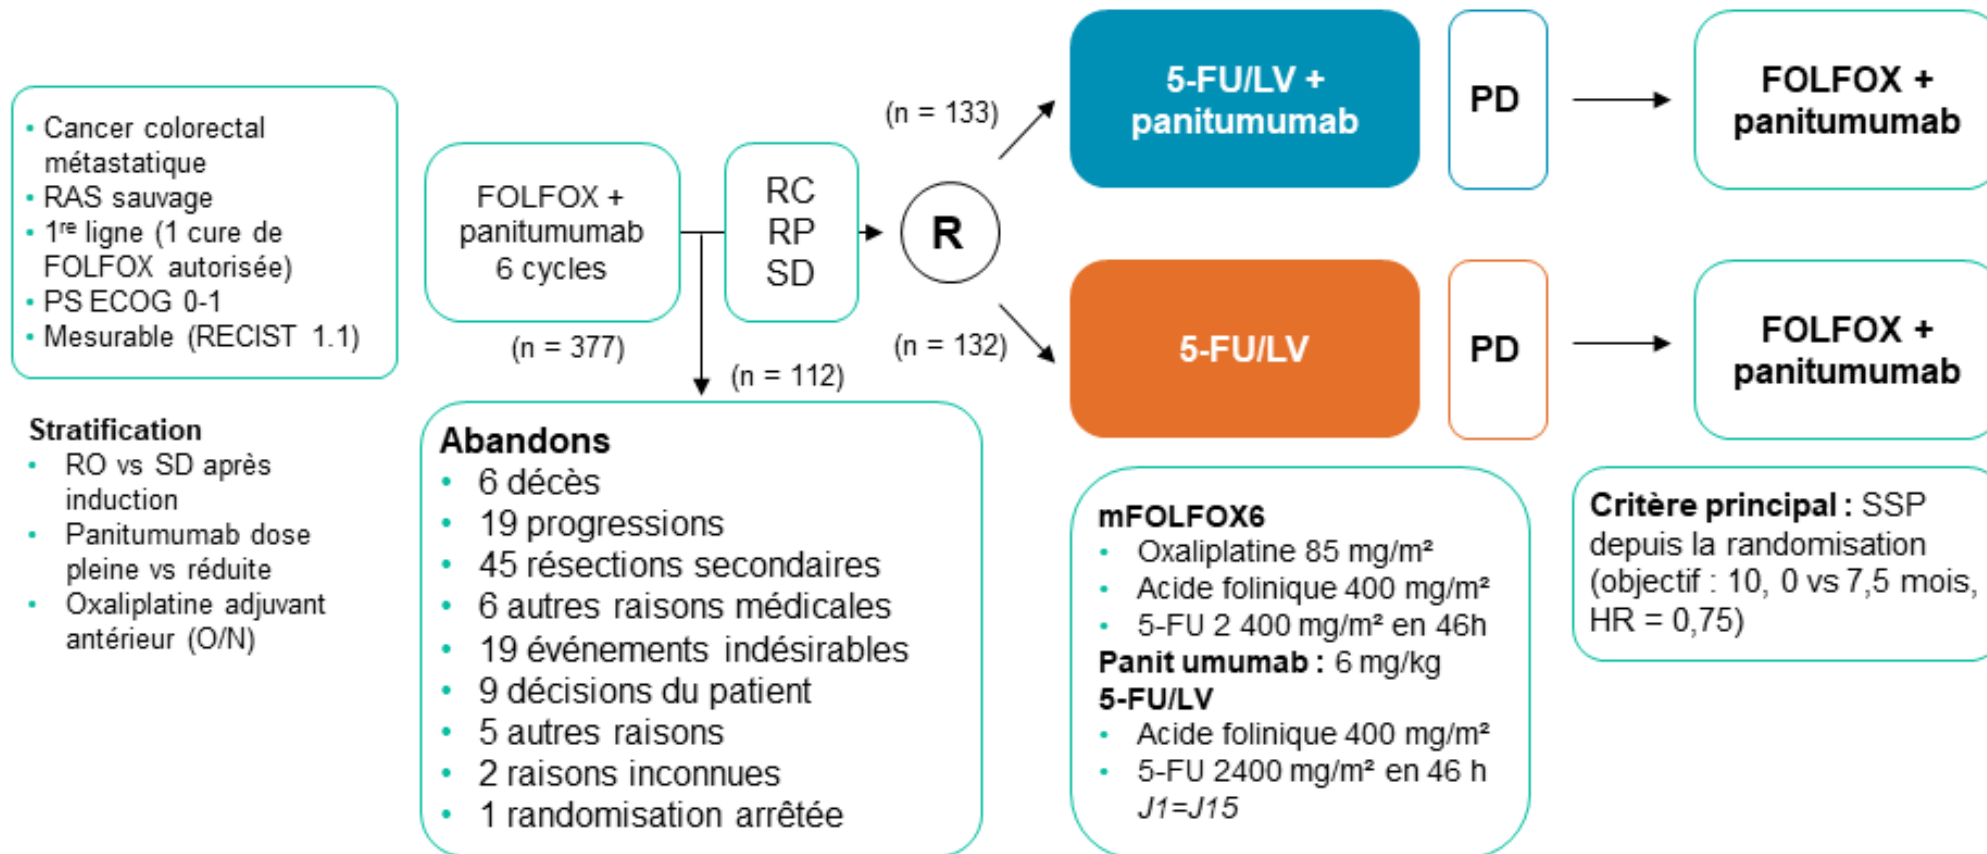 • Cancer colorectal
métastatique
• RAS sauvage
• 1re ligne (1 cure de
FOLFOX autorisée)
• PS ECOG 0-1
• Mesurable (RECIST 1.1)
Stratification
• RO vs SD après
induction
• Panitumumab dose
pleine vs réduite
• Oxaliplatine adjuvant
antérieur (O/N)
FOLFOX +
panitumumab
6 cycles
(n = 377)
RC
RP
SD
(n = 112)
Abandons
• 6 décès
• 19 progressions
• 45 résections secondaires
• 6 autres raisons médicales
• 19 événements indésirables
• 9 décisions du patient
• 5 autres raisons
• 2 raisons inconnues
• 1 randomisation arrêtée
R
(n = 133)
5-FU/LV +
panitumumab
PD
FOLFOX +
panitumumab
(n = 132)
5-FU/LV
PD
FOLFOX +
panitumumab
mFOLFOX6
• Oxaliplatine 85 mg/m²
• Acide folinique 400 mg/m²
• 5-FU 2 400 mg/m² en 46h
Panit umumab : 6 mg/kg
5-FU/LV
• Acide folinique 400 mg/m²
• 5-FU 2400 mg/m² en 46 h
J1=J15
Critère principal : SSP
depuis la randomisation
(objectif : 10, 0 vs 7,5 mois,
HR = 0,75)